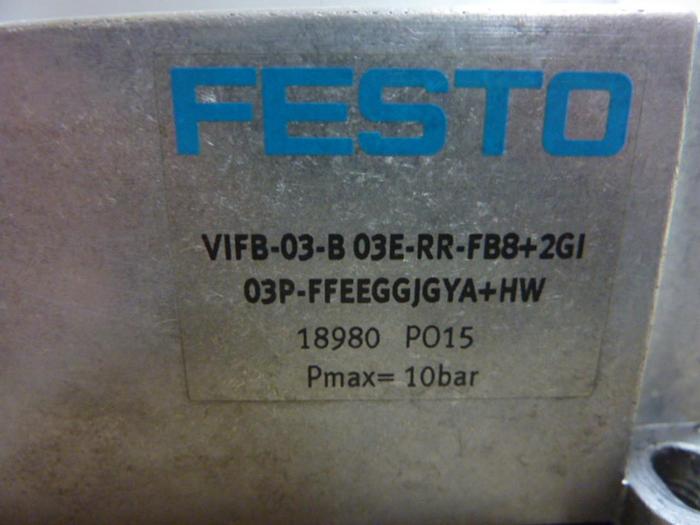 FESTO
VIFB-03-B 03E-RR-FB8+2GI
03P-FFEEGGJGYA+HW
18980 PO15
Pmax= 10bar